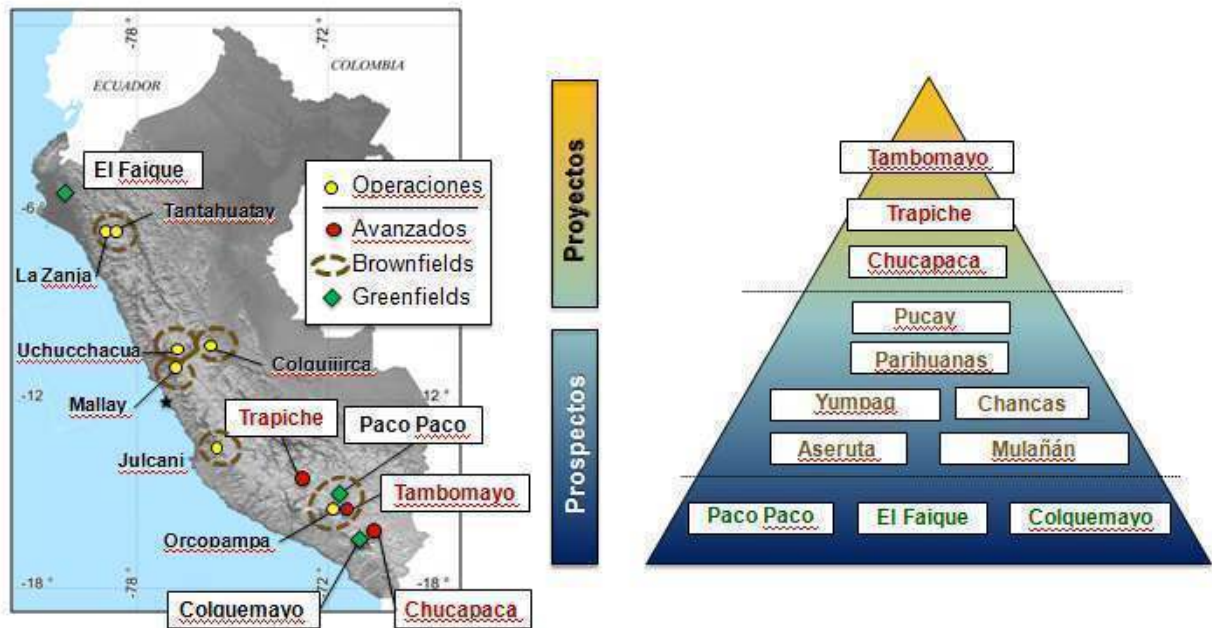 -78
-72
COLOMBIA
ECUADOR
El Faique
-6
Tantahuatay
La Zanja
Operaciones
Avanzados
Brownfields
Greenfields
Uchucchacua
Colquijirca
Mallay
-12
12 °
Trapiche
Paco Paco
Julcani
Tambomayo
Orcopampa
-18 °
-78
-72
-18 °
Colquemayo
Chucapaca
Proyectos
Prospectos
Tambomayo
Trapiche
Chucapaca
Pucay
Parihuanas
Yumpag
Chancas
Aseruta
Mulañán
Paco Paco
El Faique
Colquemayo